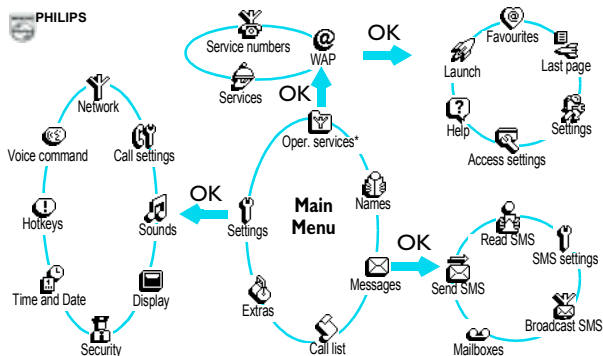 PHILIPS
Service numbers
@
WAP
Services
OK
OK
@
Favourites
Launch
Last page
Help
Settings
Access settings
Network
Voice command
Call settings
Hotkeys
Sounds
Time and Date
Display
Security
OK
Oper. services*
Main
Menu
Names
Settings
Messages
Extras
Call list
OK
Read SMS
Send SMS
SMS settings
Broadcast SMS
Mailboxes